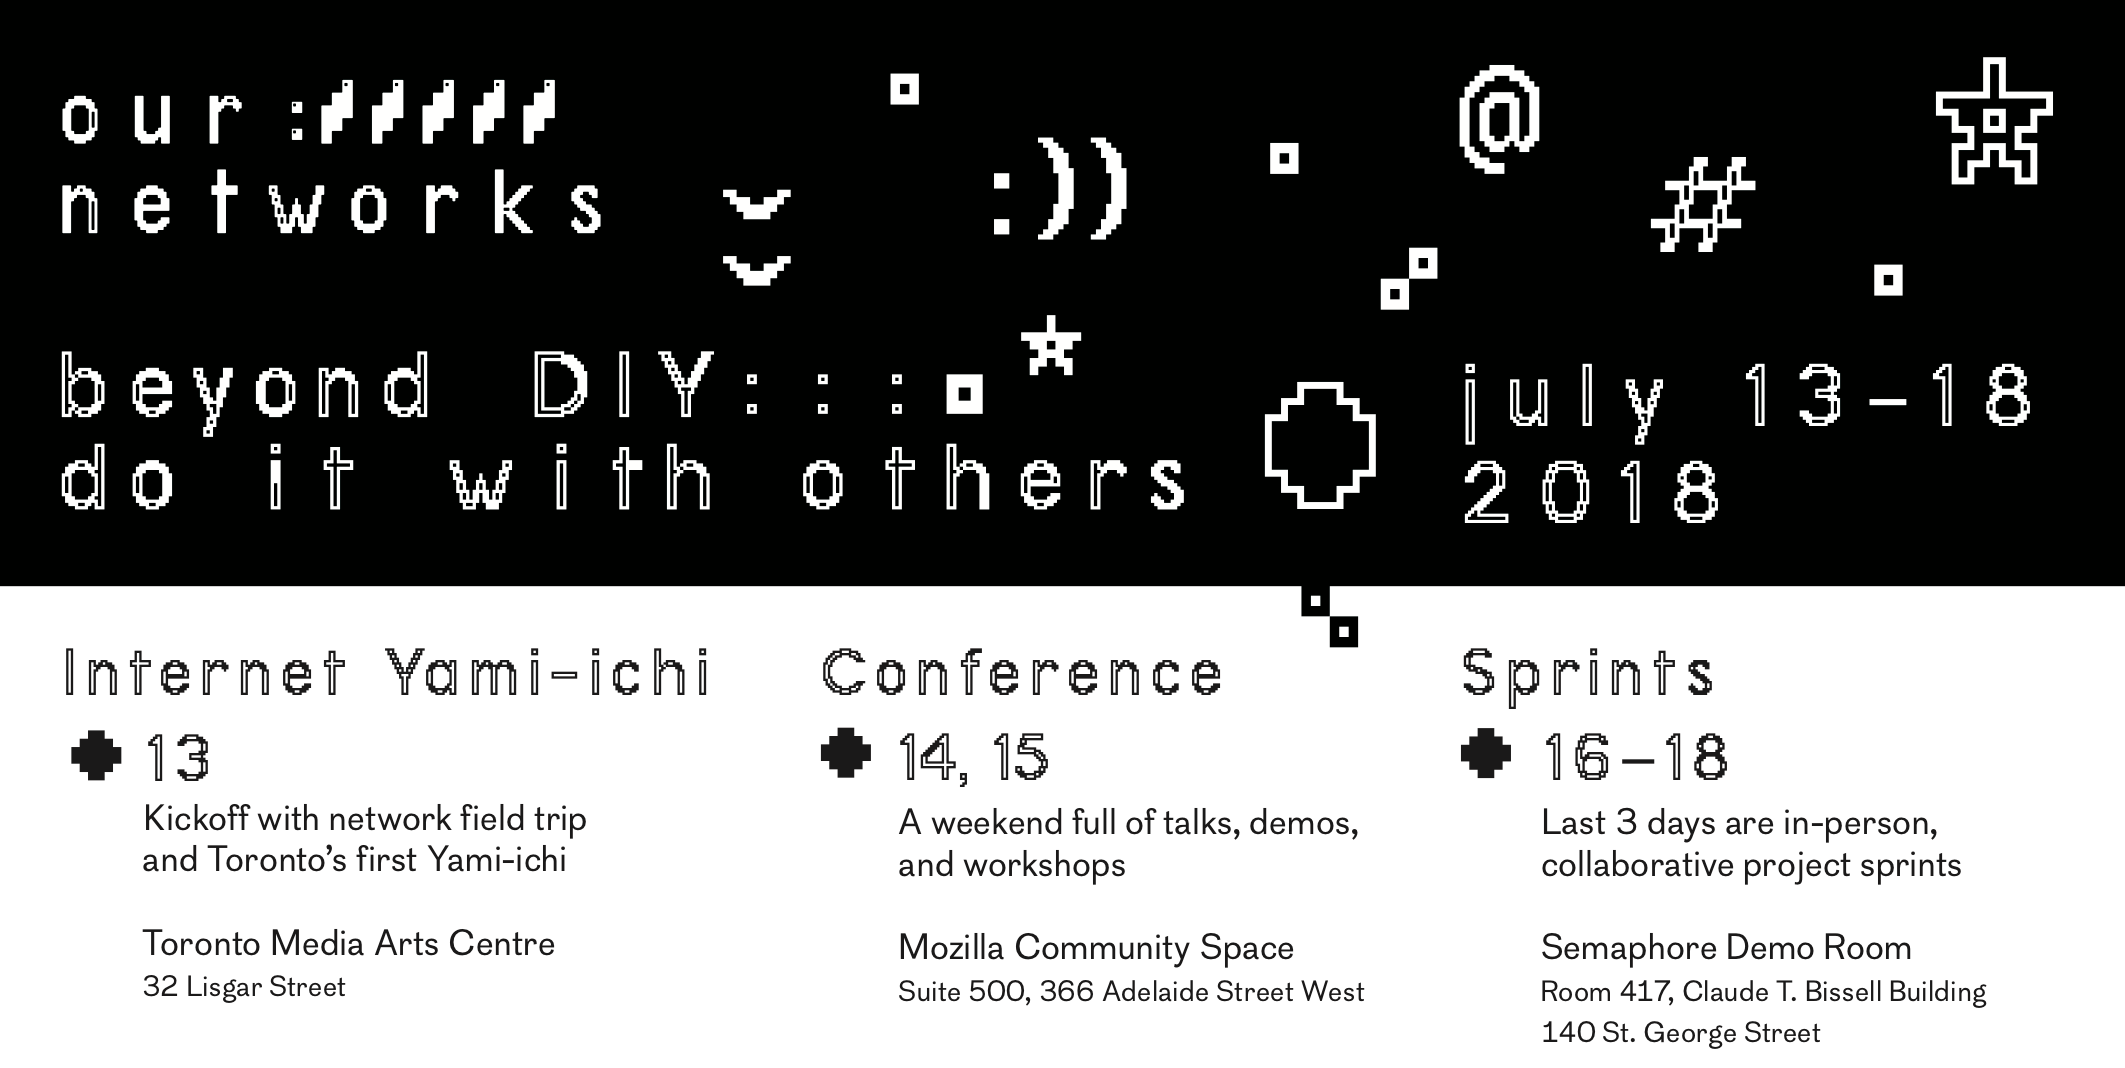 our :
networks
:))
@
#
beyond DIY: : :
do it with others
july 13–18
2018
Internet Yami-ichi
13
Kickoff with network field trip
and Toronto’s first Yami-ichi
Toronto Media Arts Centre
32 Lisgar Street
Conference
14, 15
A weekend full of talks, demos,
and workshops
Mozilla Community Space
Suite 500, 366 Adelaide Street West
Sprints
16–18
Last 3 days are in-person,
collaborative project sprints
Semaphore Demo Room
Room 417, Claude T. Bissell Building
140 St. George Street